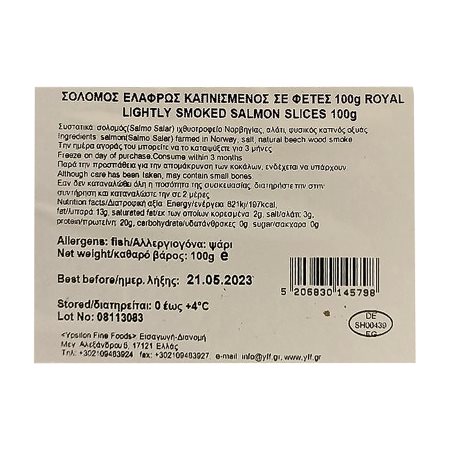 ΣΟΛΟΜΟΣ ΕΛΑΦΡΩΣ ΚΑΠΝΙΣΜΕΝΟΣ ΣΕ ΦΕΤΕΣ 100g ROYAL
LIGHTLY SMOKED SALMON SLICES 100g
Συστατικά: σολομός(Salmo Salar) ιχθυοτροφείο Νορβηγίας, αλάτι, φυσικός καπνός οξυάς
Ingredients: salmon(Salmo Salar) farmed in Norway, salt, natural beech wood smoke
Την ημέρα αγοράς του μπορείτε να το καταψύξετε για 3 μήνες
Freeze on day of purchase.Consume within 3 months
Παρά την προσπάθεια για την απομάκρυνση των κοκάλων, ενδέχεται να υπάρχουν.
Although care has been taken, may contain small bones
Εαν δεν καταναλωθεί όλη η ποσότητα της συσκευασίας, διατηρήστε την στην
συντήρηση και καταναλώστε την σε 2 μέρες.
Nutrition facts/Διατροφική αξία: Energy/ενέργεια: 821kj/197kcal,
fat/λιπαρά: 13g, saturated fat/εκ των οποίων κορεσμένα: 2g, salt/αλάτι: 3g,
protein/πρωτεΐνη: 20g, carbohydrate/υδατάνθρακες: 0g, sugar/σακχαρα: 0g
Allergens: fish/Αλλεργιογόνα: ψάρι
Net weight/καθαρό βάρος: 100g e
Best before/ημερ. λήξης: 21.05.2023
Stored/διατηρείται: 0 έως +4°C
Lot No: 08113083
5 206830 145798
DE
SH00439
EG
<Ypsilon Fine Foods> Εισαγωγή-Διανομή
Μεγ. Αλεξάνδρου 6, 17121 Ελλάς
Τηλ: +302109483924 fax: +302109483927
e-mail info@yff.gr, www.yff.gr